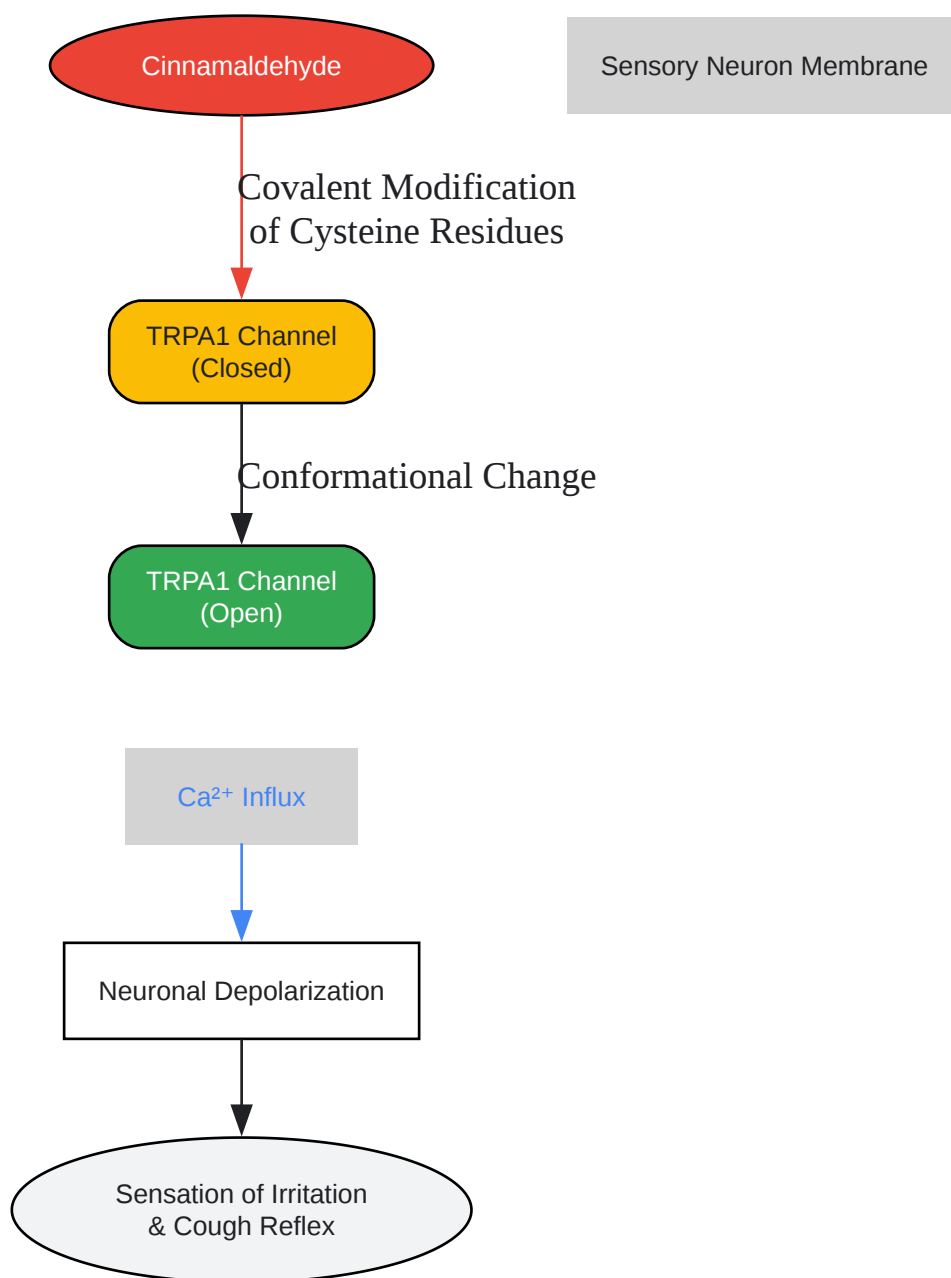 Cinnamaldehyde
Sensory Neuron Membrane
Covalent Modification
of Cysteine Residues
TRPA1 Channel
(Closed)
Conformational Change
TRPA1 Channel
(Open)
Ca²⁺ Influx
Neuronal Depolarization
Sensation of Irritation
& Cough Reflex